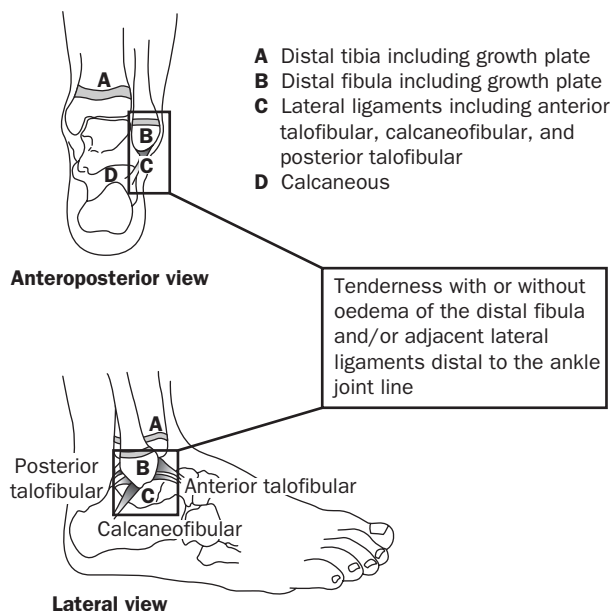 A
B
C
D
A Distal tibia including growth plate
B Distal fibula including growth plate
C Lateral ligaments including anterior
talofibular, calcaneofibular, and
posterior talofibular
D Calcaneous
Anteroposterior view
Tenderness with or without
oedema of the distal fibula
and/or adjacent lateral
ligaments distal to the ankle
joint line
A
B
C
Posterior
talofibular
Anterior talofibular
Calcaneofibular
Lateral view